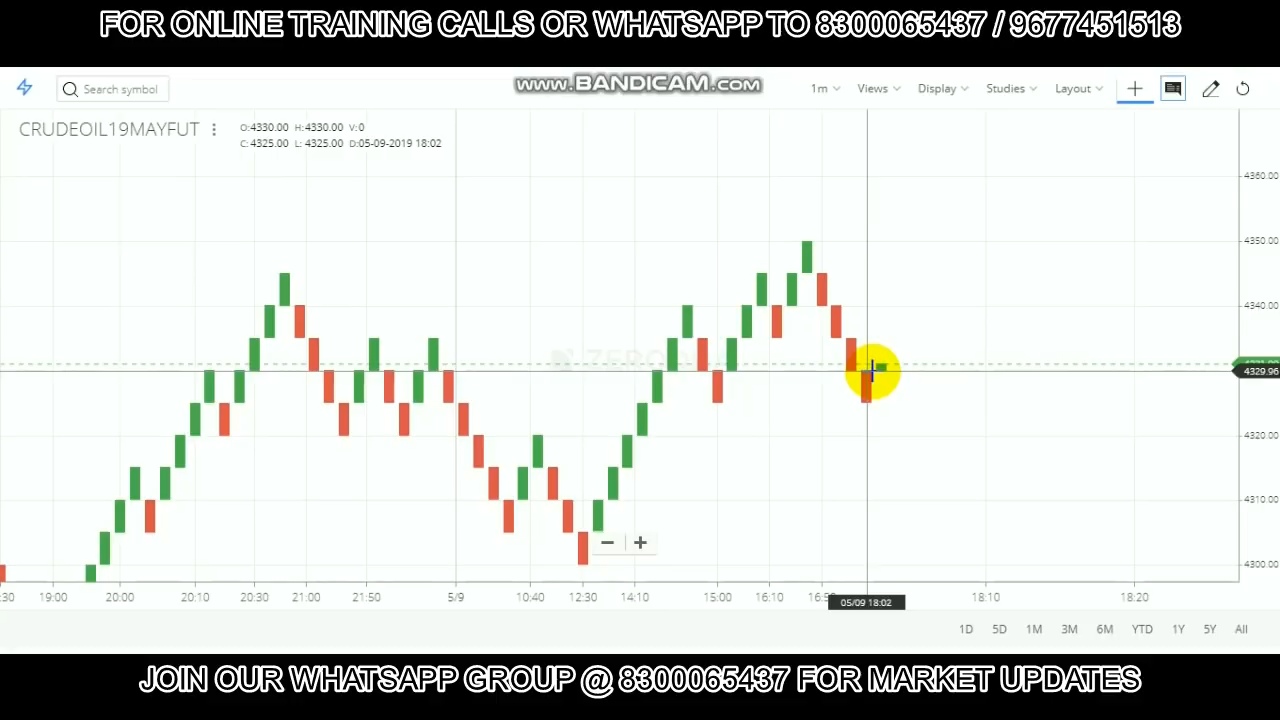 FOR ONLINE TRAINING CALLS OR WHATSAPP TO 8300065437 / 9677451513
www.BANDICAM.com
Search symbol
1m Views Display Studies Layout
CRUDEOIL19MAYFUT
O:4330.00 H:4330.00 V:0
C: 4325.00 L: 4325.00 D:05-09-2019 18:02
4360.00
4350.00
4340.00
4329.96
4320.00
4310.00
4300.00
:30 19:00 20:00 20:10 20:30 21:00 21:50 5/9 10:40 12:30 14:10 15:00 16:10 18:10 18:20
05/09 18:02
1D 5D 1M 3M 6M YTD 1Y 5Y All
JOIN OUR WHATSAPP GROUP @ 8300065437 FOR MARKET UPDATES